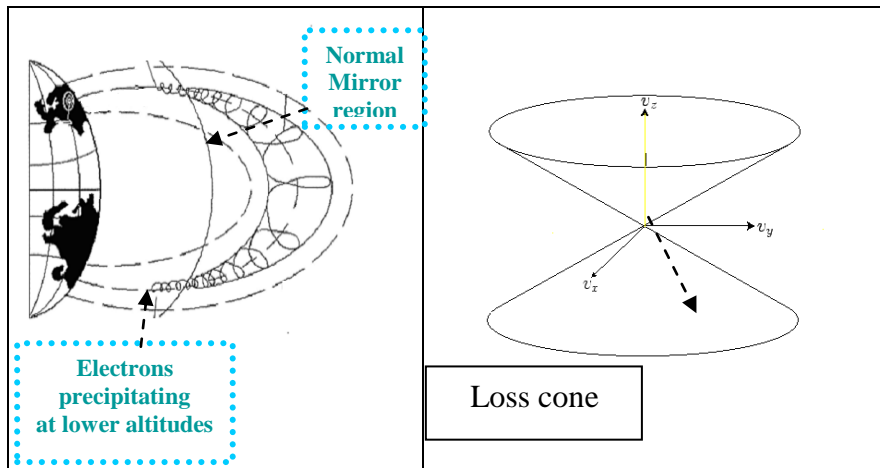 Normal
Mirror
region
Electrons
precipitating
at lower altitudes
v_z
v_y
v_x
Loss cone